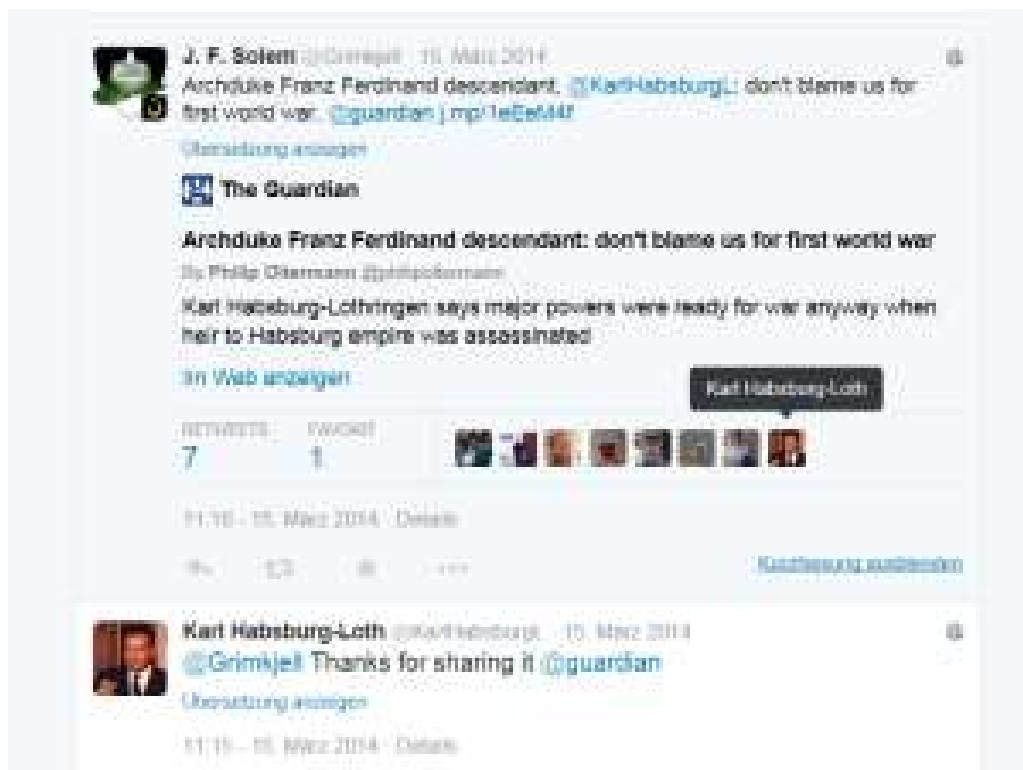 J. F. Solem @Grimkjell 15. März 2014
Archduke Franz Ferdinand descendant, @KarlHabsburgL: don't blame us for
first world war. @guardian
Übersetzung anzeigen
The Guardian
Archduke Franz Ferdinand descendant: don't blame us for first world war
By Philip Oltermann @philipoltermann
Karl Habsburg-Lothringen says major powers were ready for war anyway when
heir to Habsburg empire was assassinated
Im Web anzeigen
Karl Habsburg-Loth
RETWEETS FAVORIT
7 1
15. März 2014 · Details
Kurzfassung ausblenden
Karl Habsburg-Loth @KarlHabsburgL 15. März 2014
@Grimkjell Thanks for sharing it @guardian
Übersetzung anzeigen
11:15 - 15. März 2014 · Details